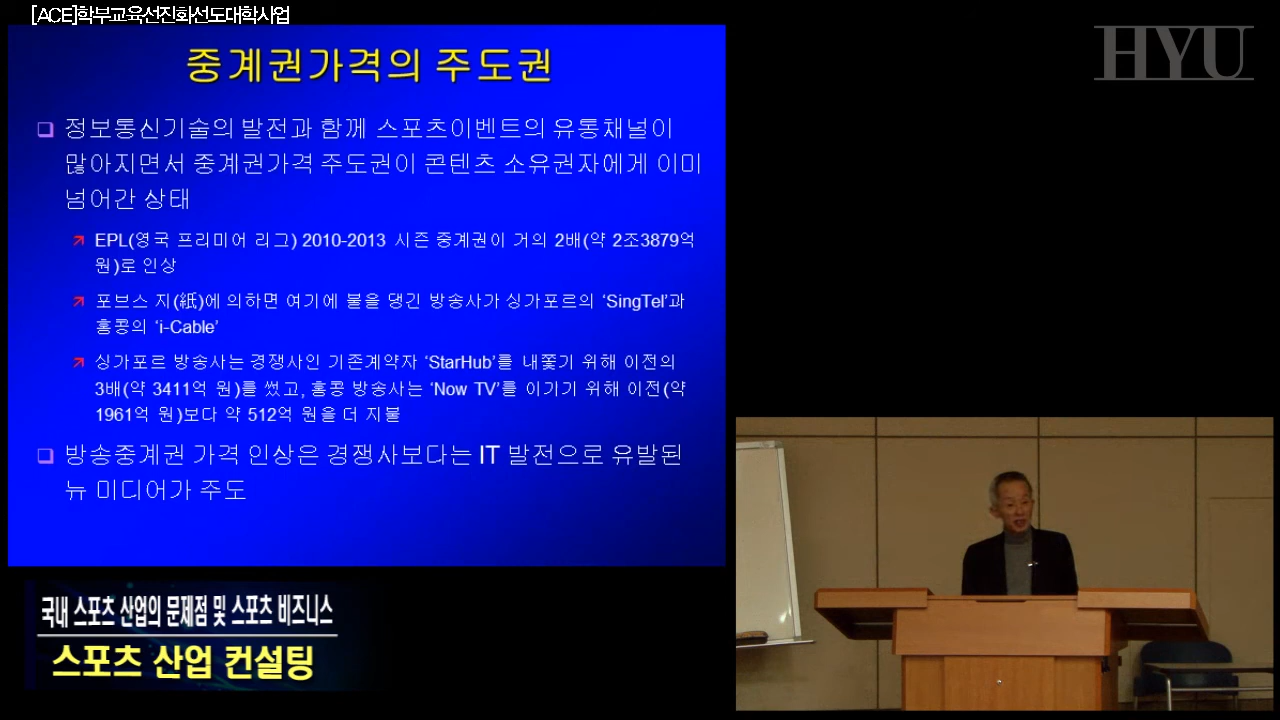 [ACE]학부교육선진화선도대학사업
HYU
중계권가격의 주도권
정보통신기술의 발전과 함께 스포츠이벤트의 유통채널이
많아지면서 중계권가격 주도권이 콘텐츠 소유권자에게 이미
넘어간 상태
EPL(영국 프리미어 리그) 2010-2013 시즌 중계권이 거의 2배(약 2조3879억
원)로 인상
포브스 지(紙)에 의하면 여기에 불을 댕긴 방송사가 싱가포르의 ‘SingTel’과
홍콩의 ‘i-Cable’
싱가포르 방송사는 경쟁사인 기존계약자 ‘StarHub’를 내쫓기 위해 이전의
3배(약 3411억 원)를 썼고, 홍콩 방송사는 ‘Now TV’를 이기기 위해 이전(약
1961억 원)보다 약 512억 원을 더 지불
방송중계권 가격 인상은 경쟁사보다는 IT 발전으로 유발된
뉴 미디어가 주도
국내 스포츠 산업의 문제점 및 스포츠 비즈니스
스포츠 산업 컨설팅